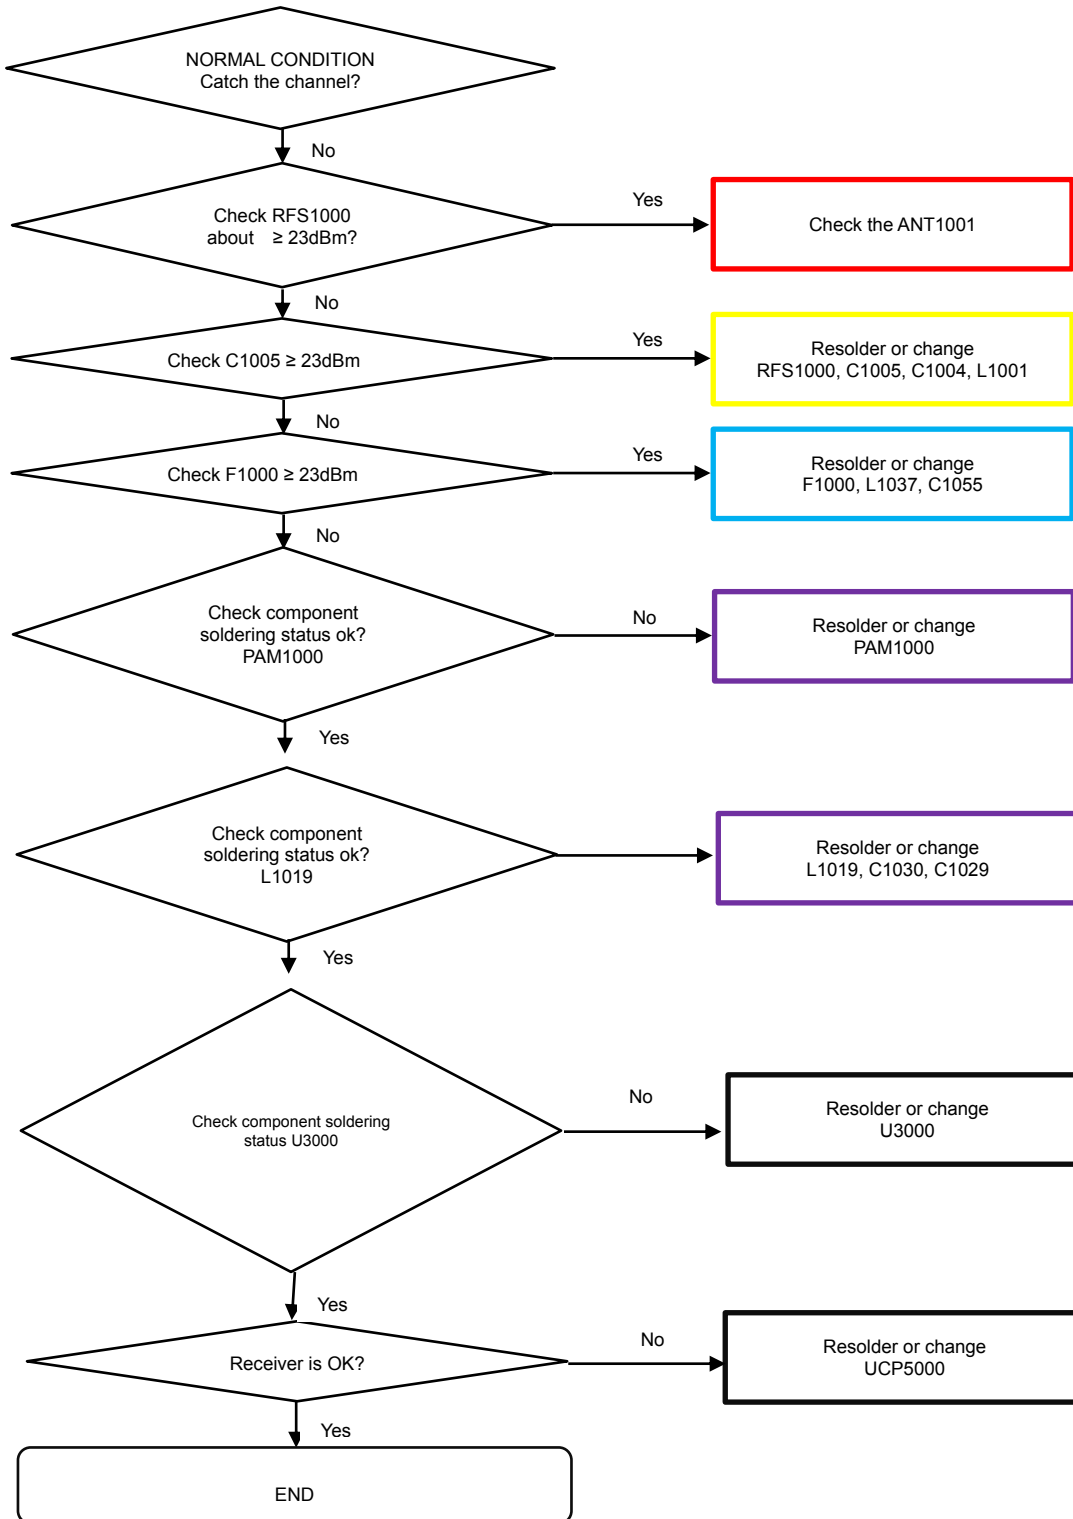 NORMAL CONDITION
Catch the channel?
No
Check RFS1000
about ≥ 23dBm?
Yes
Check the ANT1001
No
Check C1005 ≥ 23dBm
Yes
Resolder or change
RFS1000, C1005, C1004, L1001
No
Check F1000 ≥ 23dBm
Yes
Resolder or change
F1000, L1037, C1055
No
Check component
soldering status ok?
PAM1000
No
Resolder or change
PAM1000
Yes
Check component
soldering status ok?
L1019
Resolder or change
L1019, C1030, C1029
Yes
Check component soldering
status U3000
No
Resolder or change
U3000
Yes
Receiver is OK?
No
Resolder or change
UCP5000
Yes
END